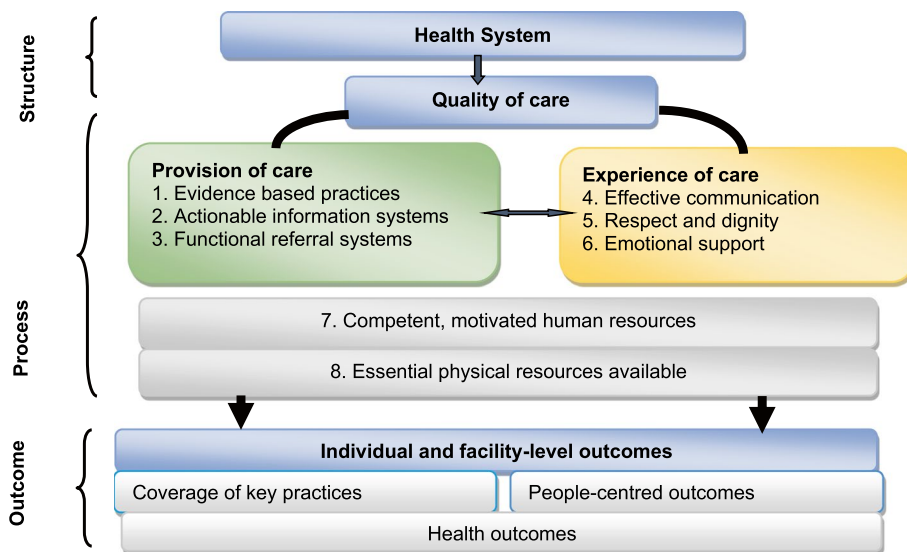 Structure
Health System
Quality of care
Process
Provision of care
1. Evidence based practices
2. Actionable information systems
3. Functional referral systems
Experience of care
4. Effective communication
5. Respect and dignity
6. Emotional support
7. Competent, motivated human resources
8. Essential physical resources available
Outcome
Individual and facility-level outcomes
Coverage of key practices
People-centred outcomes
Health outcomes